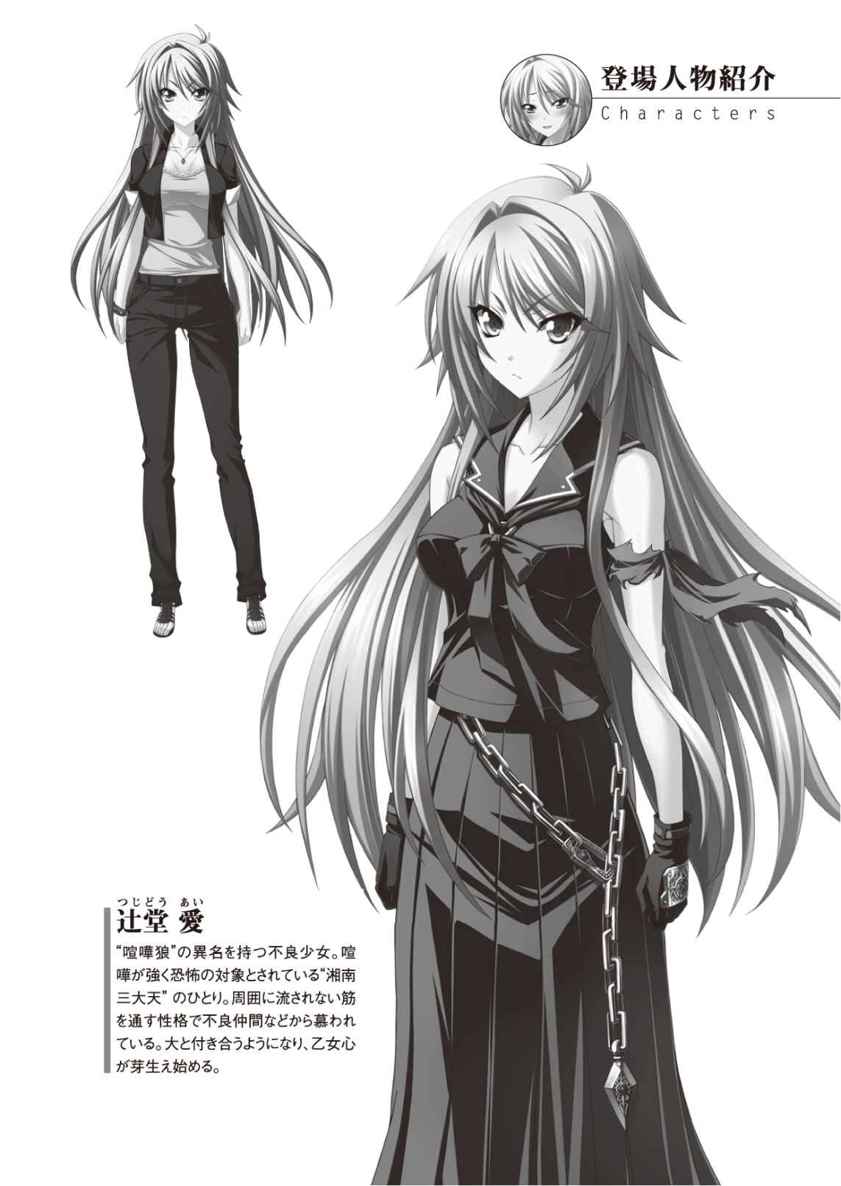 登場人物紹介
Characters
つじどう あい
辻堂 愛
“喧嘩狼”の異名を持つ不良少女。喧
嘩が強く恐怖の対象とされている“湘南
三大天” のひとり。周囲に流されない筋
を通す性格で不良仲間などから慕われ
ている。大と付き合うようになり、乙女心
が芽生え始める。